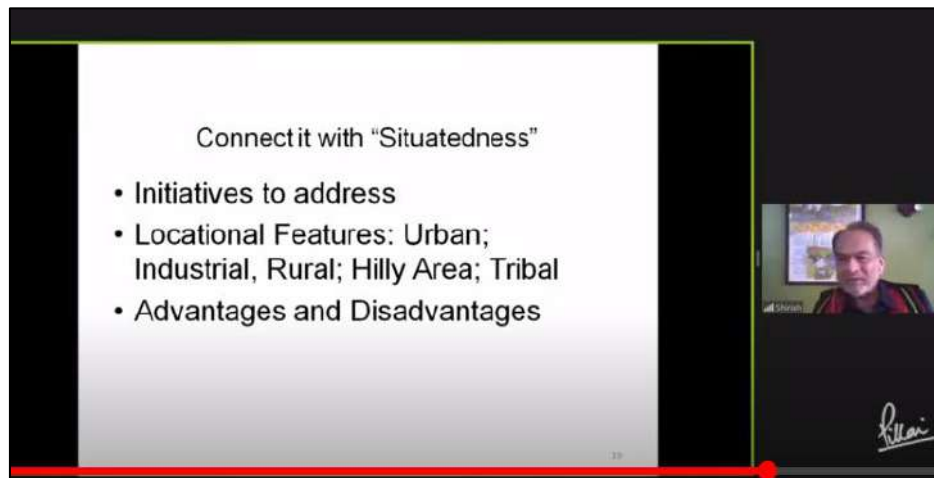 Connect it with “Situatedness”
• Initiatives to address
• Locational Features: Urban;
Industrial, Rural; Hilly Area; Tribal
• Advantages and Disadvantages
19
Shirish
Pillai